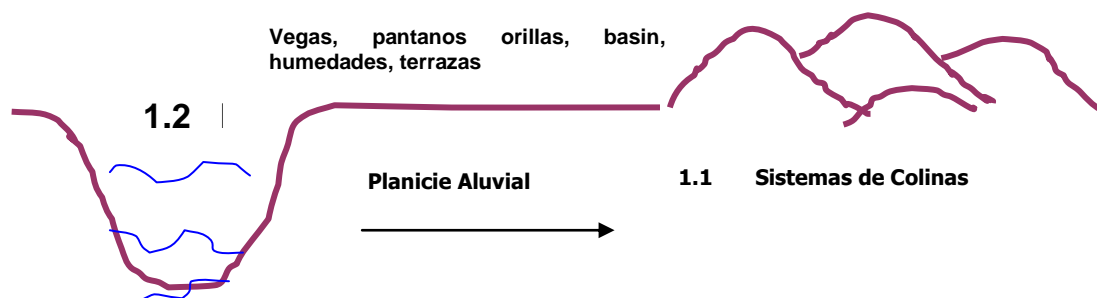 Vegas, pantanos orillas, basin,
humedades, terrazas
1.2
Planicie Aluvial
1.1 Sistemas de Colinas